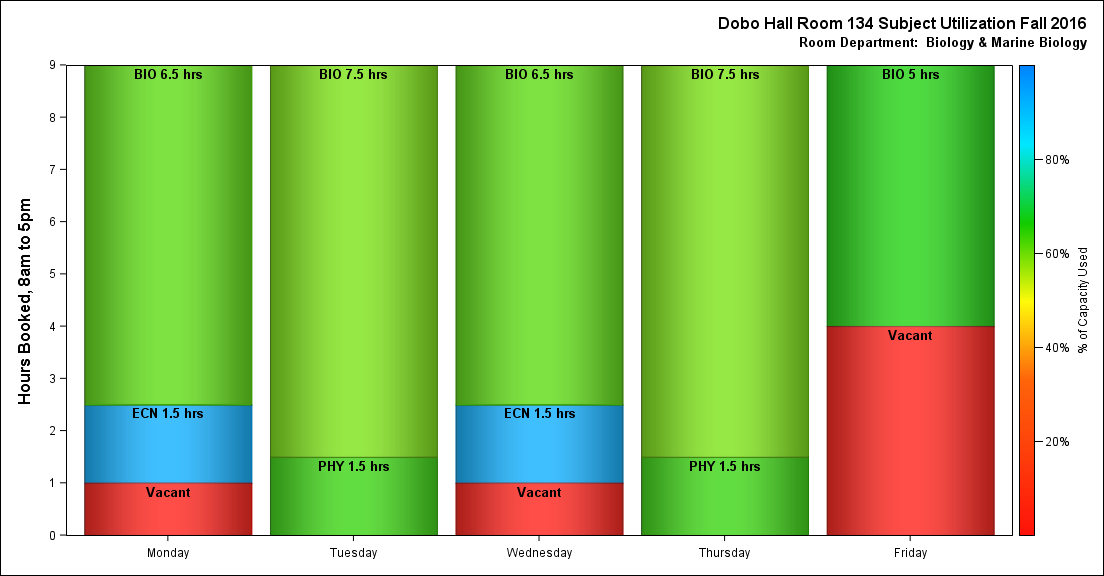 Dobo Hall Room 134 Subject Utilization Fall 2016
Room Department:  Biology & Marine Biology
Hours Booked, 8am to 5pm
9
8
7
6
5
4
3
2
1
0
BIO 6.5 hrs
ECN 1.5 hrs
Vacant
BIO 7.5 hrs
PHY 1.5 hrs
BIO 6.5 hrs
ECN 1.5 hrs
Vacant
BIO 7.5 hrs
PHY 1.5 hrs
BIO 5 hrs
Vacant
Monday
Tuesday
Wednesday
Thursday
Friday
80%
60%
40%
20%
% of Capacity Used